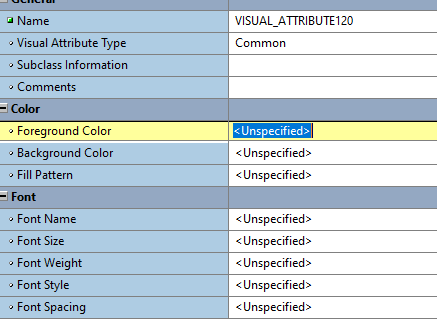 General
Name VISUAL_ATTRIBUTE120
Visual Attribute Type Common
Subclass Information
Comments
Color
Foreground Color <Unspecified>
Background Color <Unspecified>
Fill Pattern <Unspecified>
Font
Font Name <Unspecified>
Font Size <Unspecified>
Font Weight <Unspecified>
Font Style <Unspecified>
Font Spacing <Unspecified>